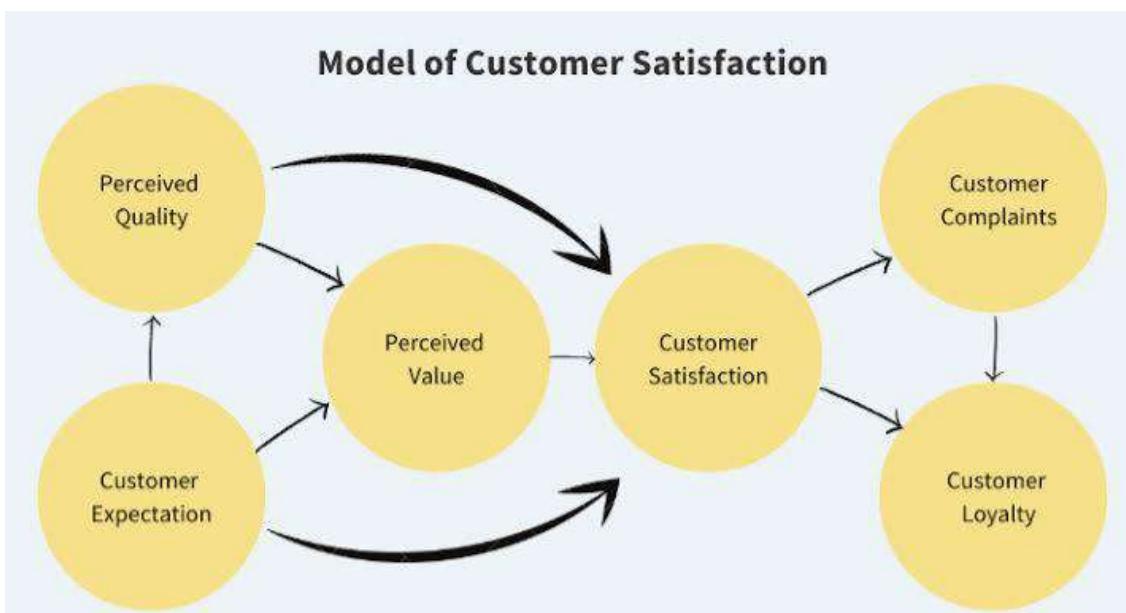 Model of Customer Satisfaction
Perceived
Quality
Customer
Complaints
Perceived
Value
Customer
Satisfaction
Customer
Expectation
Customer
Loyalty